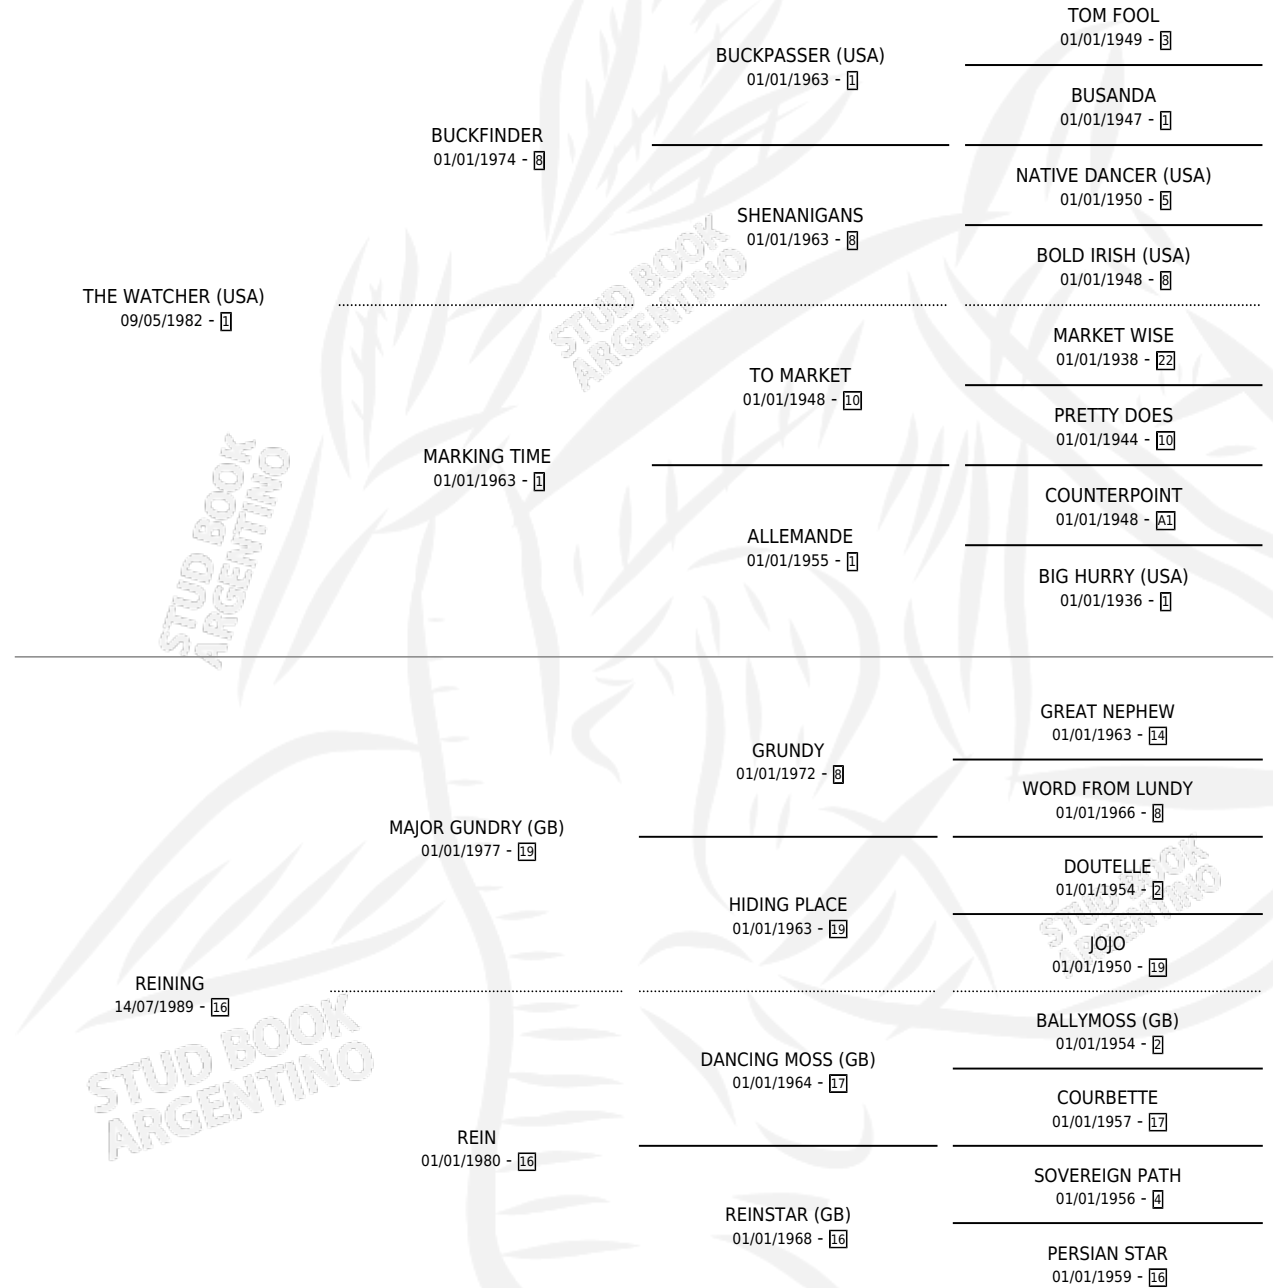 TOM FOOL
01/01/1949 - 3
BUCKPASSER (USA)
01/01/1963 - 1
BUSANDA
01/01/1947 - 1
BUCKFINDER
01/01/1974 - 8
NATIVE DANCER (USA)
01/01/1950 - 5
SHENANIGANS
01/01/1963 - 8
BOLD IRISH (USA)
01/01/1948 - 8
THE WATCHER (USA)
09/05/1982 - 1
STUD BOOK
ARGENTINO
MARKET WISE
01/01/1938 - 22
TO MARKET
01/01/1948 - 10
PRETTY DOES
01/01/1944 - 10
MARKING TIME
01/01/1963 - 1
COUNTERPOINT
01/01/1948 - A1
ALLEMANDE
01/01/1955 - 1
BIG HURRY (USA)
01/01/1936 - 1
STUD BOOK
ARGENTINO
GREAT NEPHEW
01/01/1963 - 14
GRUNDY
01/01/1972 - 8
WORD FROM LUNDY
01/01/1966 - 8
MAJOR GUNDRY (GB)
01/01/1977 - 19
DOUTELLE
01/01/1954 - 2
HIDING PLACE
01/01/1963 - 19
JOJO
01/01/1950 - 19
STUD BOOK
ARGENTINO
REINING
14/07/1989 - 16
BALLYMOSS (GB)
01/01/1954 - 2
DANCING MOSS (GB)
01/01/1964 - 17
COURBETTE
01/01/1957 - 17
STUD BOOK
ARGENTINO
REIN
01/01/1980 - 16
SOVEREIGN PATH
01/01/1956 - 4
REINSTAR (GB)
01/01/1968 - 16
PERSIAN STAR
01/01/1959 - 16